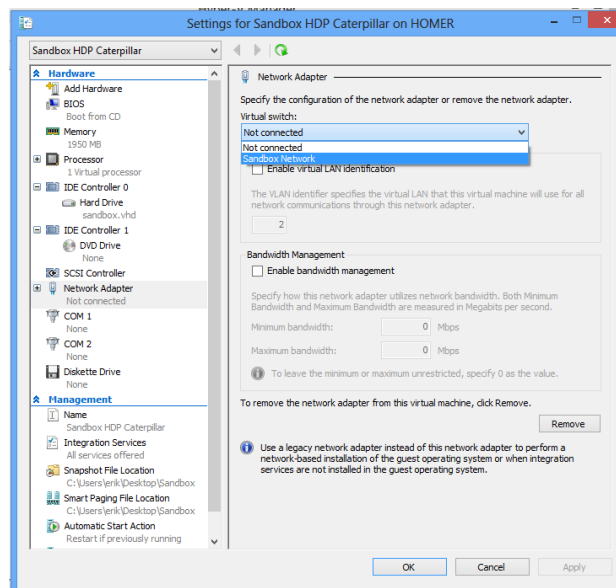 Hyper-V Manager
Settings for Sandbox HDP Caterpillar on HOMER
Sandbox HDP Caterpillar
Hardware
Add Hardware
BIOS
Boot from CD
Memory
1950 MB
Processor
1 Virtual processor
IDE Controller 0
Hard Drive
sandbox.vhd
IDE Controller 1
DVD Drive
None
SCSI Controller
Network Adapter
Not connected
COM 1
None
COM 2
None
Diskette Drive
None
Management
Name
Sandbox HDP Caterpillar
Integration Services
All services offered
Snapshot File Location
C:\Users\erik\Desktop\Sandbox
Smart Paging File Location
C:\Users\erik\Desktop\Sandbox
Automatic Start Action
Restart if previously running
Network Adapter
Specify the configuration of the network adapter or remove the network adapter.
Virtual switch:
Not connected
Not connected
Sandbox Network
Enable virtual LAN identification
The VLAN identifier specifies the virtual LAN that this virtual machine will use for all
network communications through this network adapter.
2
Bandwidth Management
Enable bandwidth management
Specify how this network adapter utilizes network bandwidth. Both Minimum
Bandwidth and Maximum Bandwidth are measured in Megabits per second.
Minimum bandwidth: 0 Mbps
Maximum bandwidth: 0 Mbps
To leave the minimum or maximum unrestricted, specify 0 as the value.
To remove the network adapter from this virtual machine, click Remove.
Remove
Use a legacy network adapter instead of this network adapter to perform a
network-based installation of the guest operating system or when integration
services are not installed in the guest operating system.
OK Cancel Apply